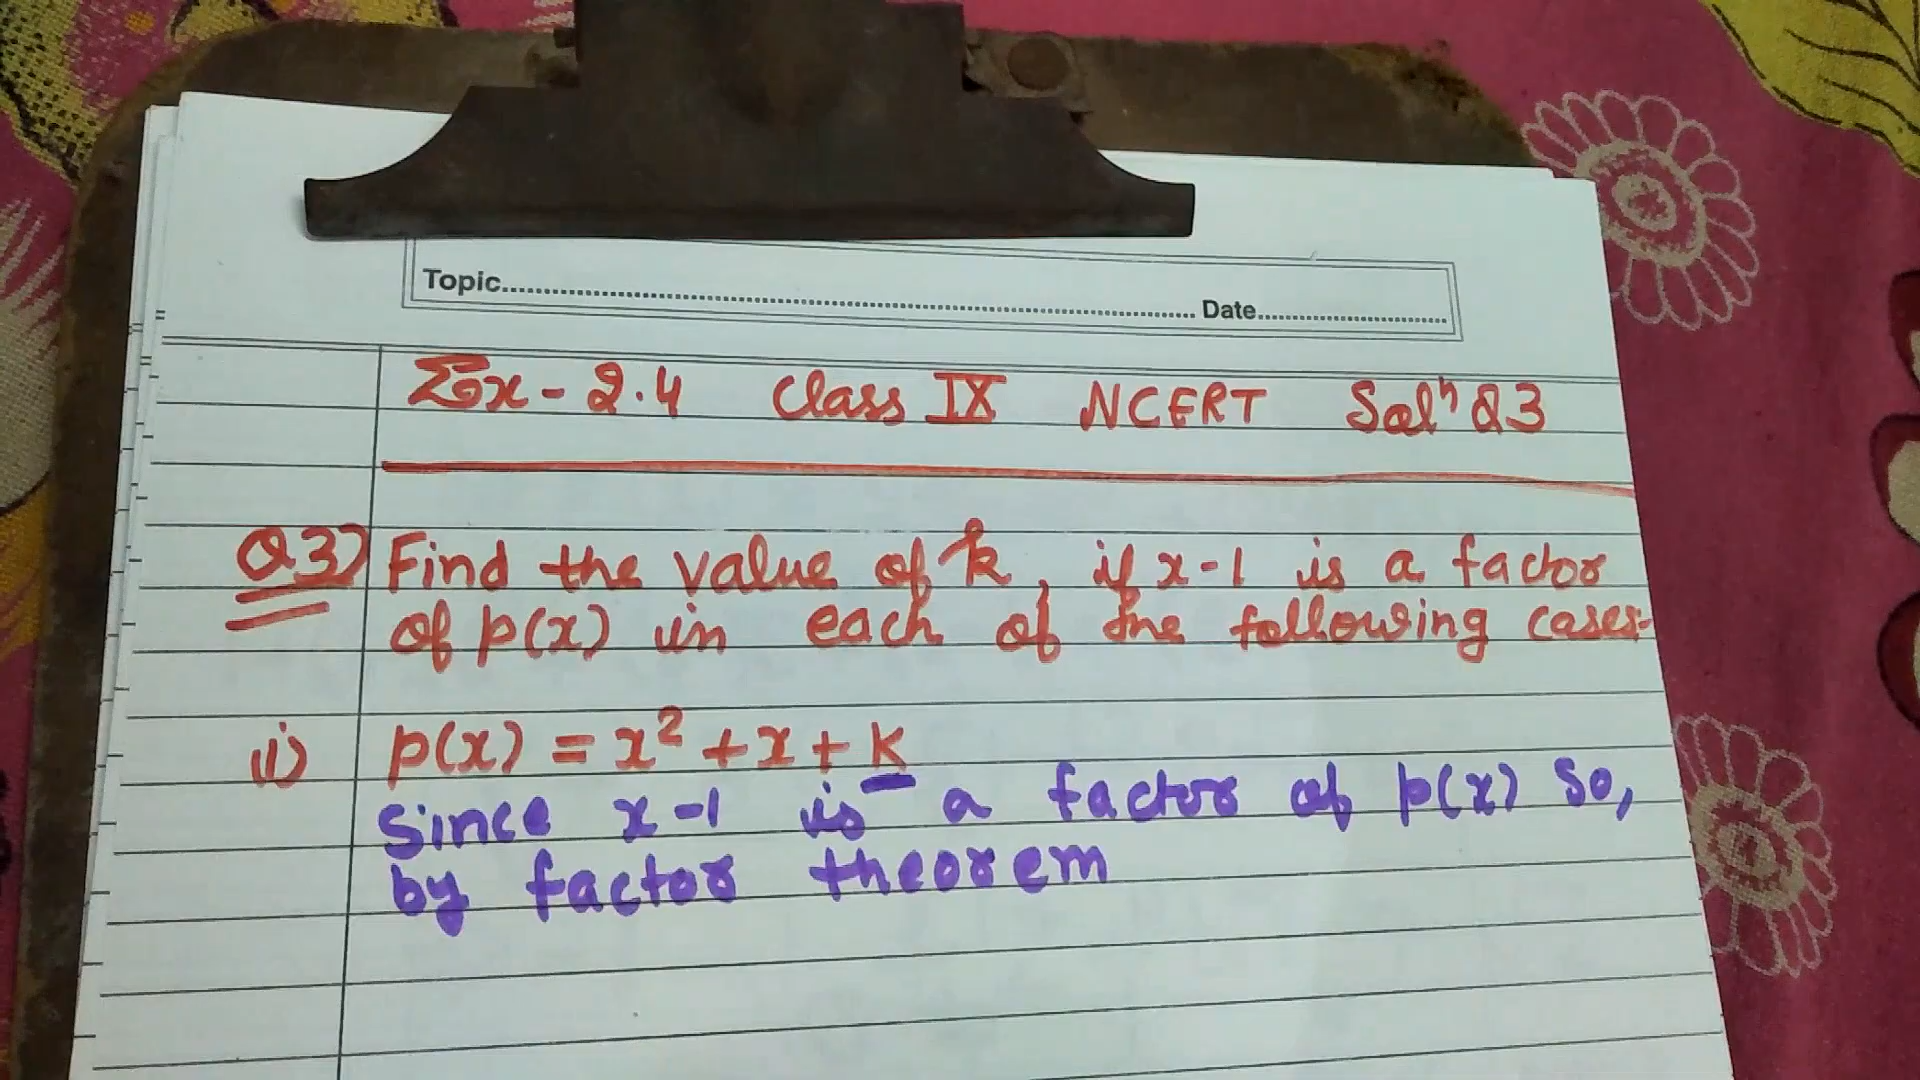 Topic.......... Date..........
Ex - 2.4 Class IX NCERT Solⁿ Q3
Q3) Find the value of k, if x-1 is a factor
of p(x) in each of the following cases:-
i) p(x) = x² + x + k
Since x-1 is a factor of p(x) So,
by factor theorem